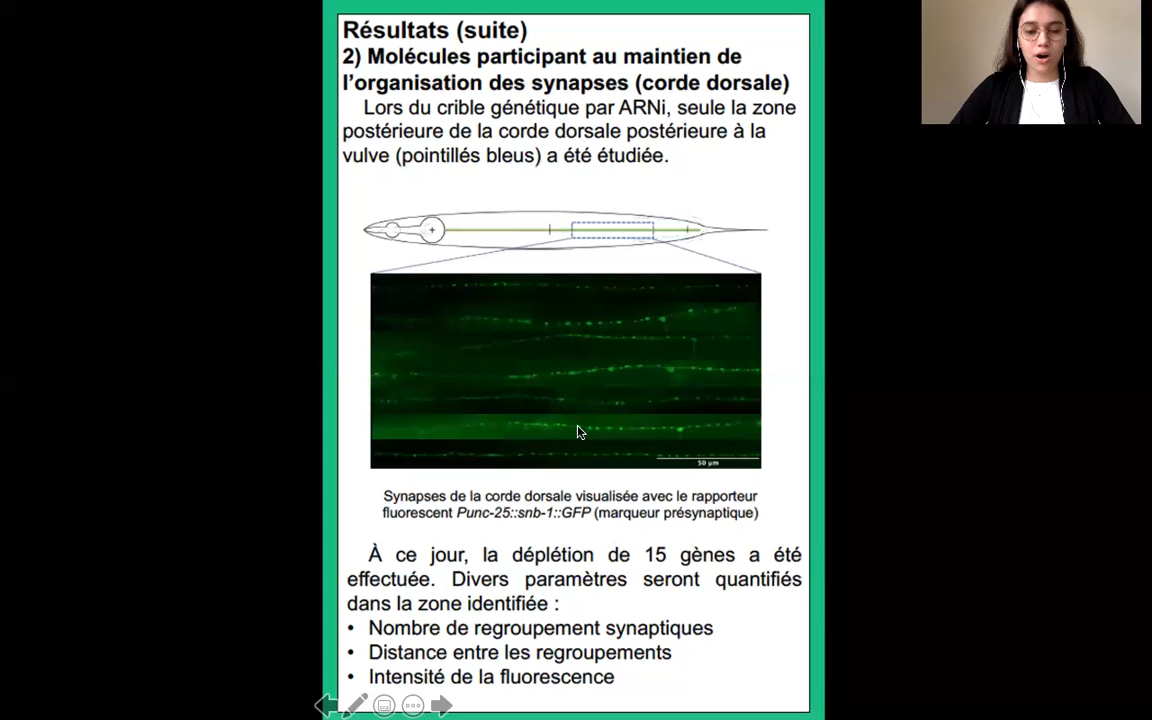 Résultats (suite)
2) Molécules participant au maintien de
l'organisation des synapses (corde dorsale)
Lors du crible génétique par ARNi, seule la zone
postérieure de la corde dorsale postérieure à la
vulve (pointillés bleus) a été étudiée.
50 µm
Synapses de la corde dorsale visualisée avec le rapporteur
fluorescent Punc-25::snb-1::GFP (marqueur présynaptique)
À ce jour, la déplétion de 15 gènes a été
effectuée. Divers paramètres seront quantifiés
dans la zone identifiée :
• Nombre de regroupement synaptiques
• Distance entre les regroupements
• Intensité de la fluorescence